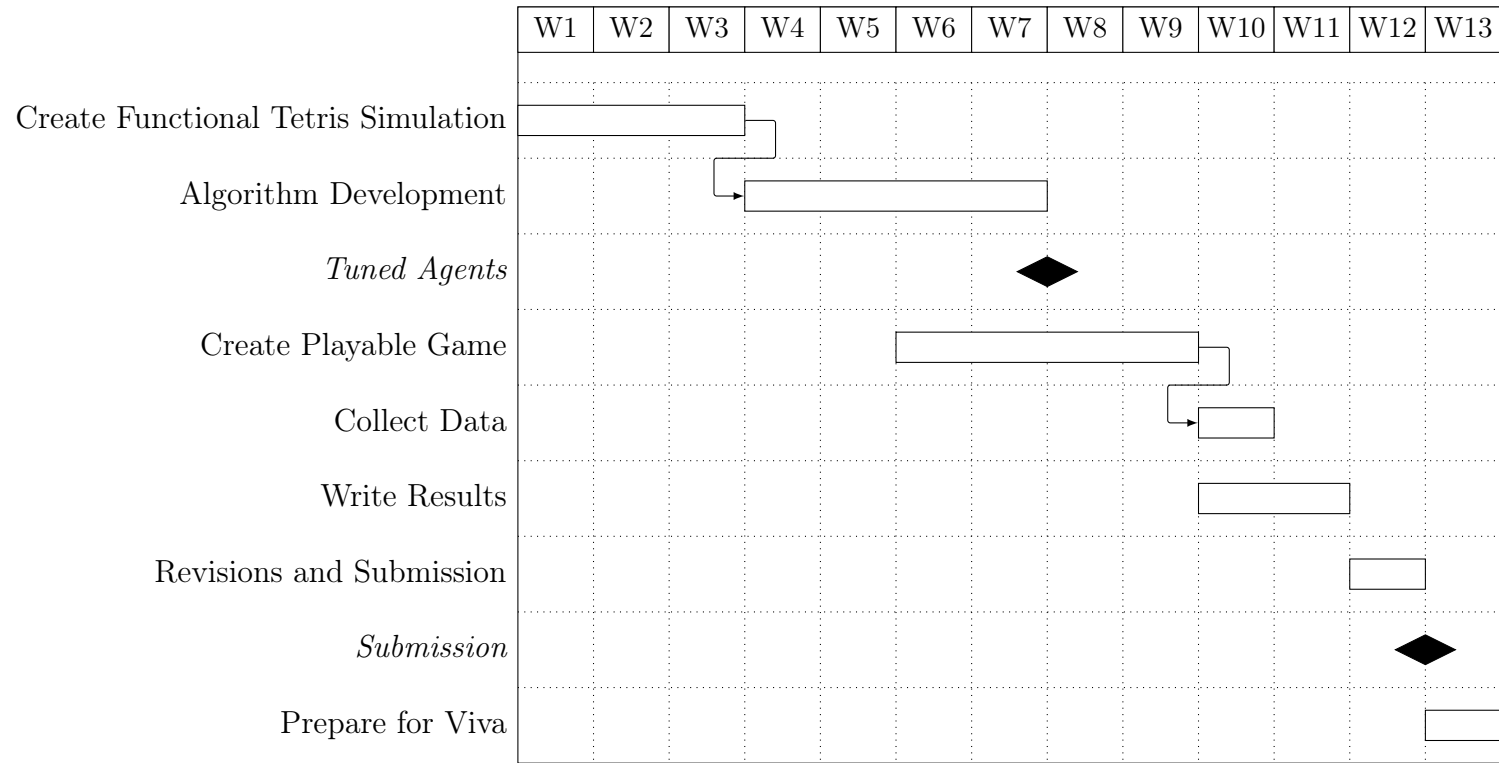 W1 W2 W3 W4 W5 W6 W7 W8 W9 W10 W11 W12 W13
Create Functional Tetris Simulation
Algorithm Development
Tuned Agents
Create Playable Game
Collect Data
Write Results
Revisions and Submission
Submission
Prepare for Viva